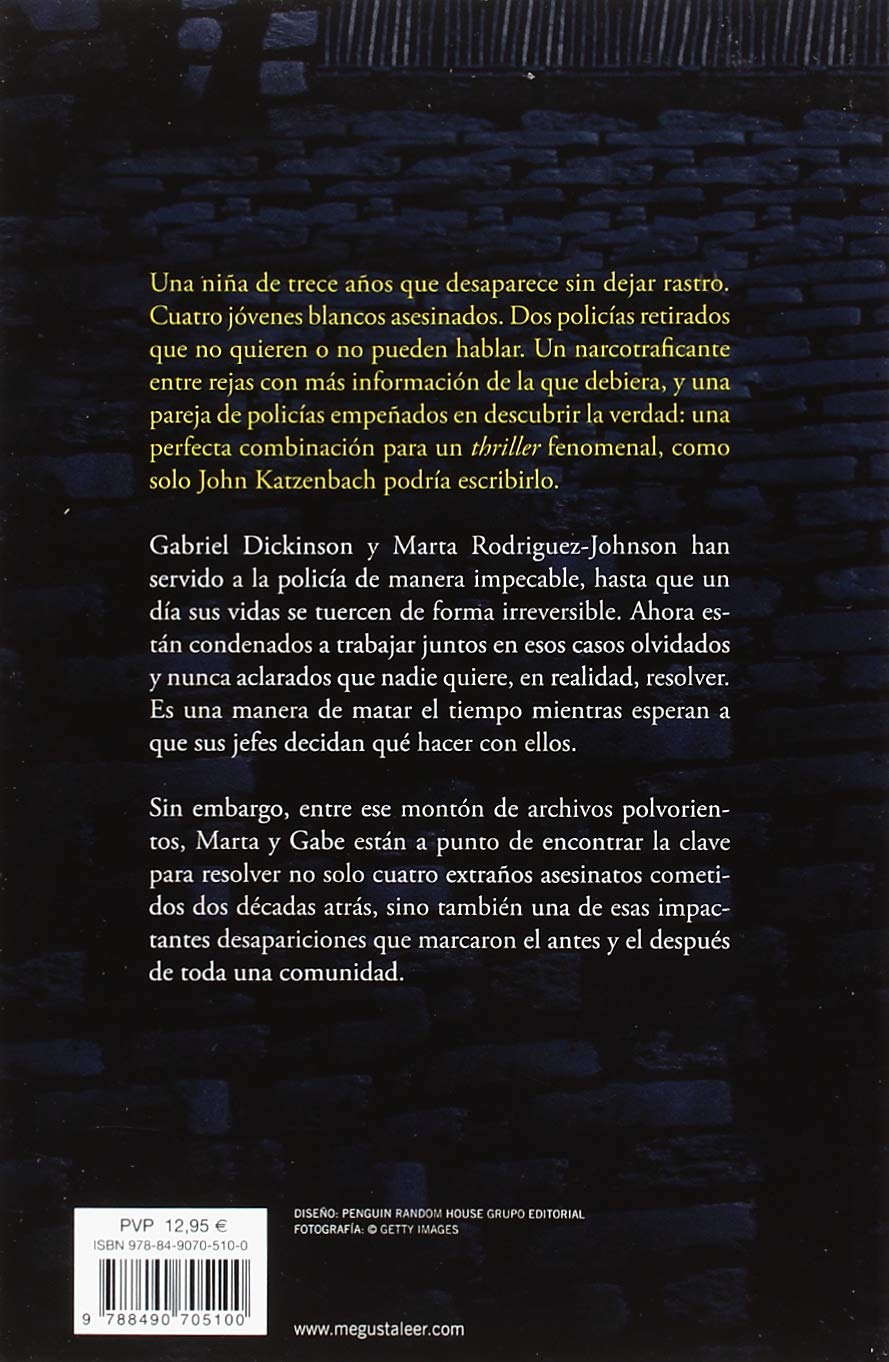 Una niña de trece años que desaparece sin dejar rastro.
Cuatro jóvenes blancos asesinados. Dos policías retirados
que no quieren o no pueden hablar. Un narcotraficante
entre rejas con más información de la que debiera, y una
pareja de policías empeñados en descubrir la verdad: una
perfecta combinación para un thriller fenomenal, como
solo John Katzenbach podría escribirlo.
Gabriel Dickinson y Marta Rodriguez-Johnson han
servido a la policía de manera impecable, hasta que un
día sus vidas se tuercen de forma irreversible. Ahora es-
tán condenados a trabajar juntos en esos casos olvidados
y nunca aclarados que nadie quiere, en realidad, resolver.
Es una manera de matar el tiempo mientras esperan a
que sus jefes decidan qué hacer con ellos.
Sin embargo, entre ese montón de archivos polvorien-
tos, Marta y Gabe están a punto de encontrar la clave
para resolver no solo cuatro extraños asesinatos cometi-
dos dos décadas atrás, sino también una de esas impac-
tantes desapariciones que marcaron el antes y el después
de toda una comunidad.
PVP 12,95 €
ISBN 978-84-9070-510-0
9 788490 705100
DISEÑO: PENGUIN RANDOM HOUSE GRUPO EDITORIAL
FOTOGRAFÍA: © GETTY IMAGES
www.megustaleer.com